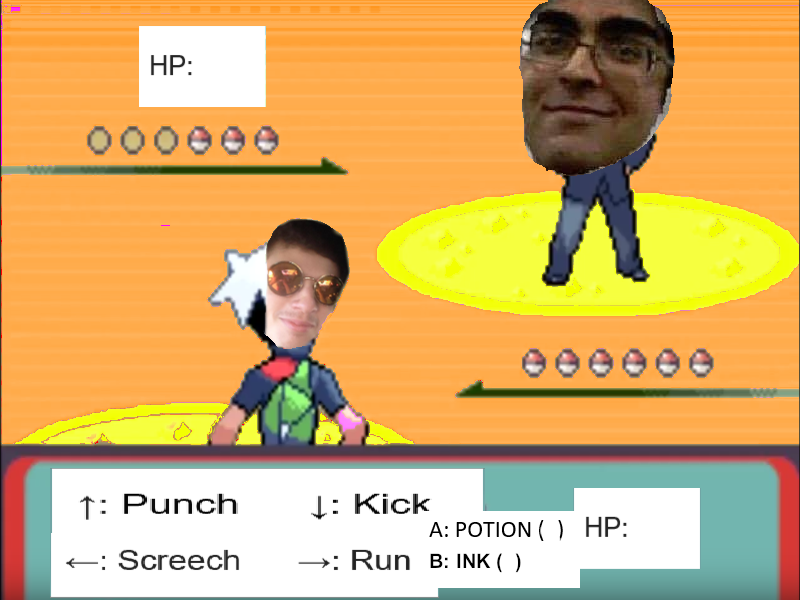 HP:
↑: Punch ↓: Kick
←: Screech →: Run
A: POTION ( )
B: INK ( )
HP: